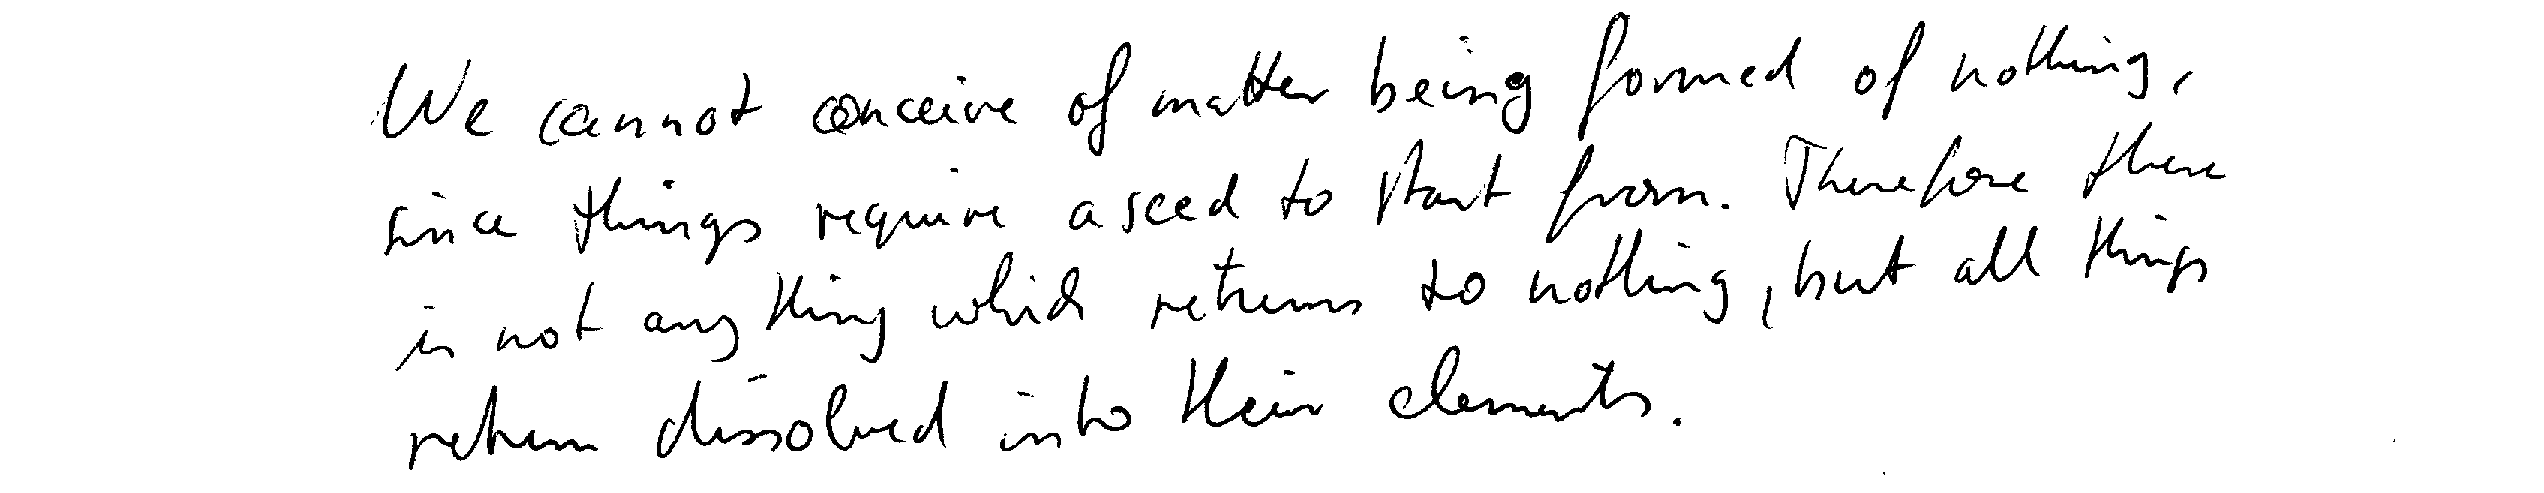 We cannot conceive of matter being formed of nothing,
since things require a seed to start from. Therefore there
is not anything which returns to nothing, but all things
return dissolved into their elements.